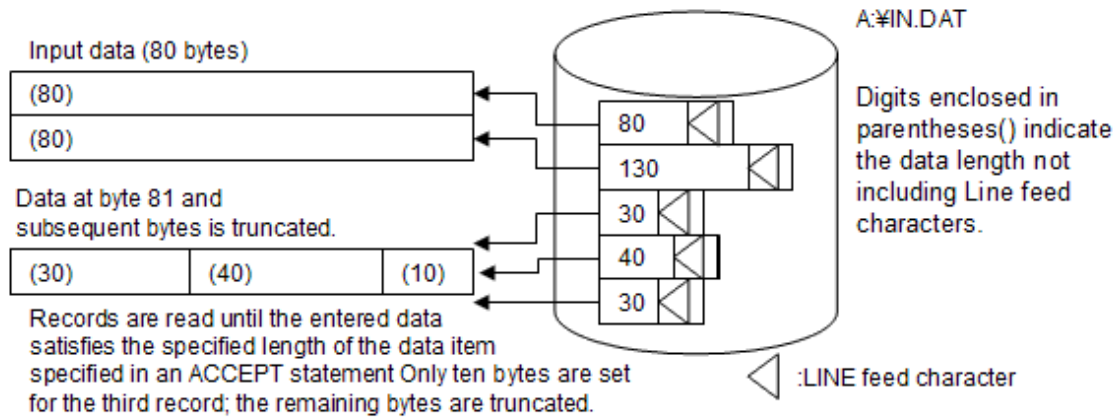 Input data (80 bytes)
(80)
(80)
Data at byte 81 and
subsequent bytes is truncated.
(30) (40) (10)
Records are read until the entered data
satisfies the specified length of the data item
specified in an ACCEPT statement Only ten bytes are set
for the third record; the remaining bytes are truncated.
80
130
30
40
30
A:¥IN.DAT
Digits enclosed in
parentheses() indicate
the data length not
including Line feed
characters.
:LINE feed character